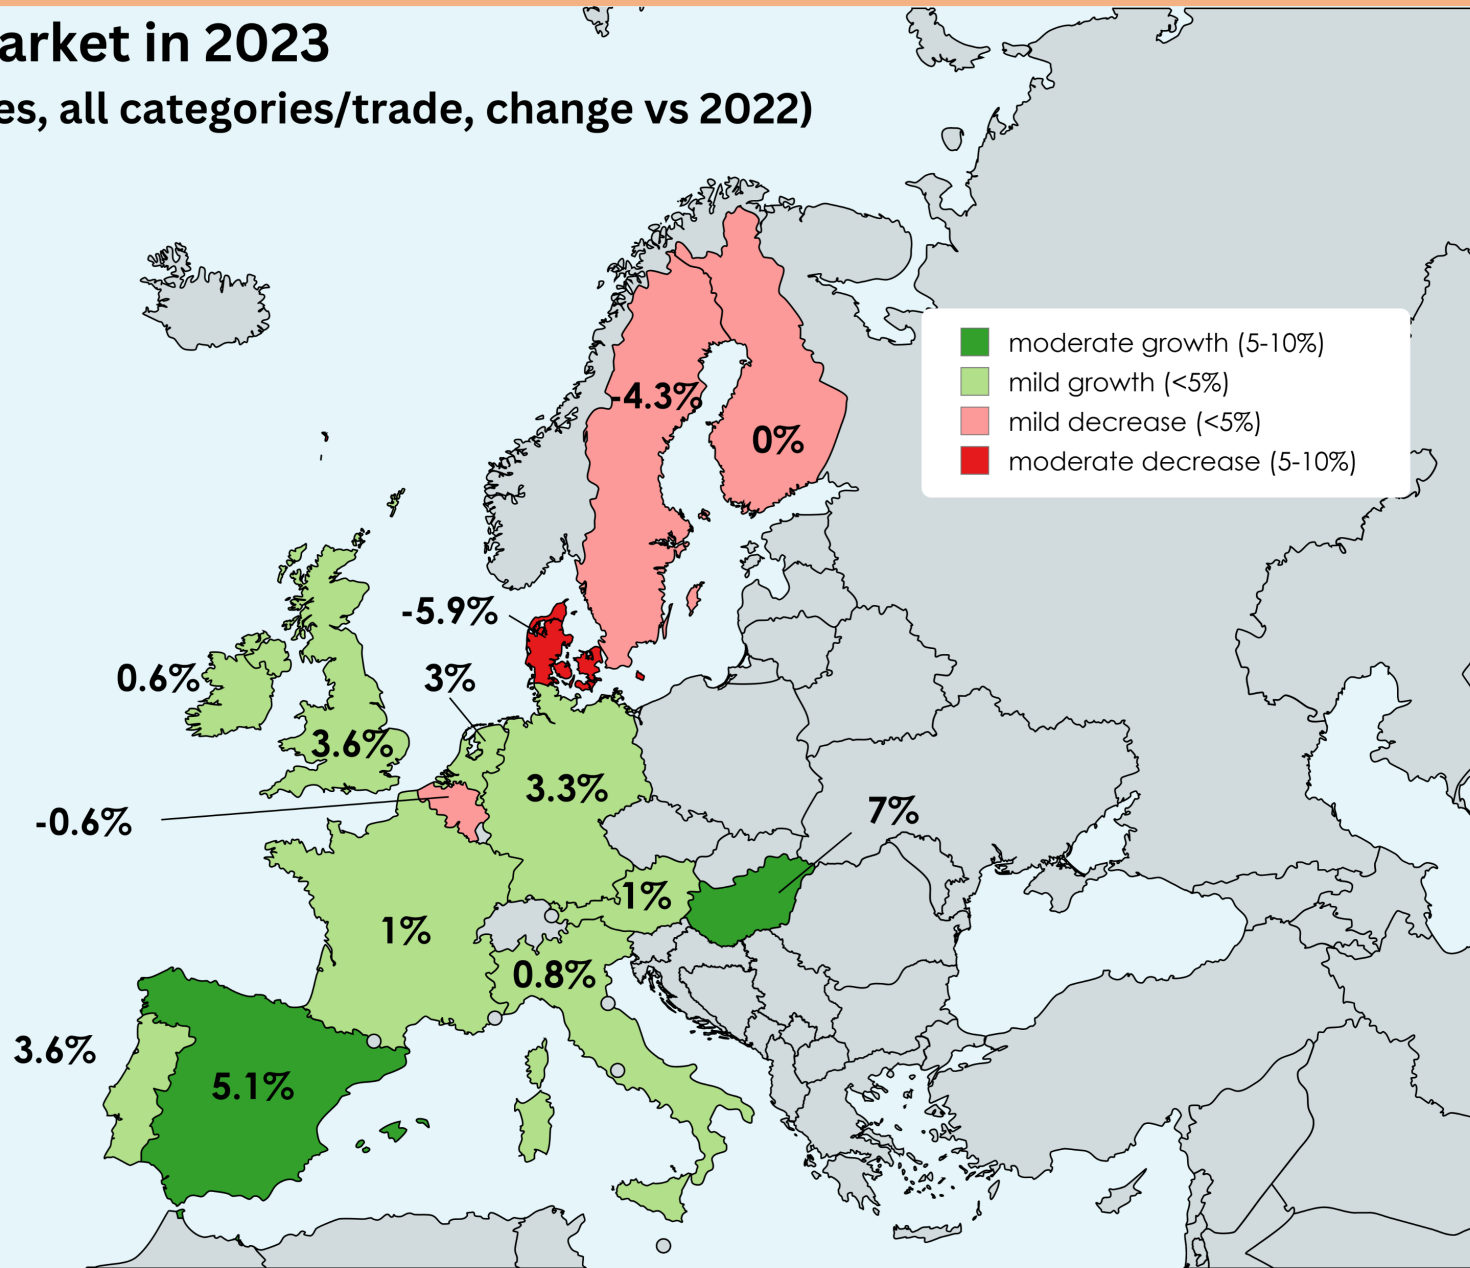 arket in 2023
es, all categories/trade, change vs 2022)
moderate growth (5-10%)
mild growth (<5%)
mild decrease (<5%)
moderate decrease (5-10%)
-4.3%
0%
-5.9%
3%
0.6%
3.6%
3.3%
-0.6%
7%
1%
1%
0.8%
3.6%
5.1%